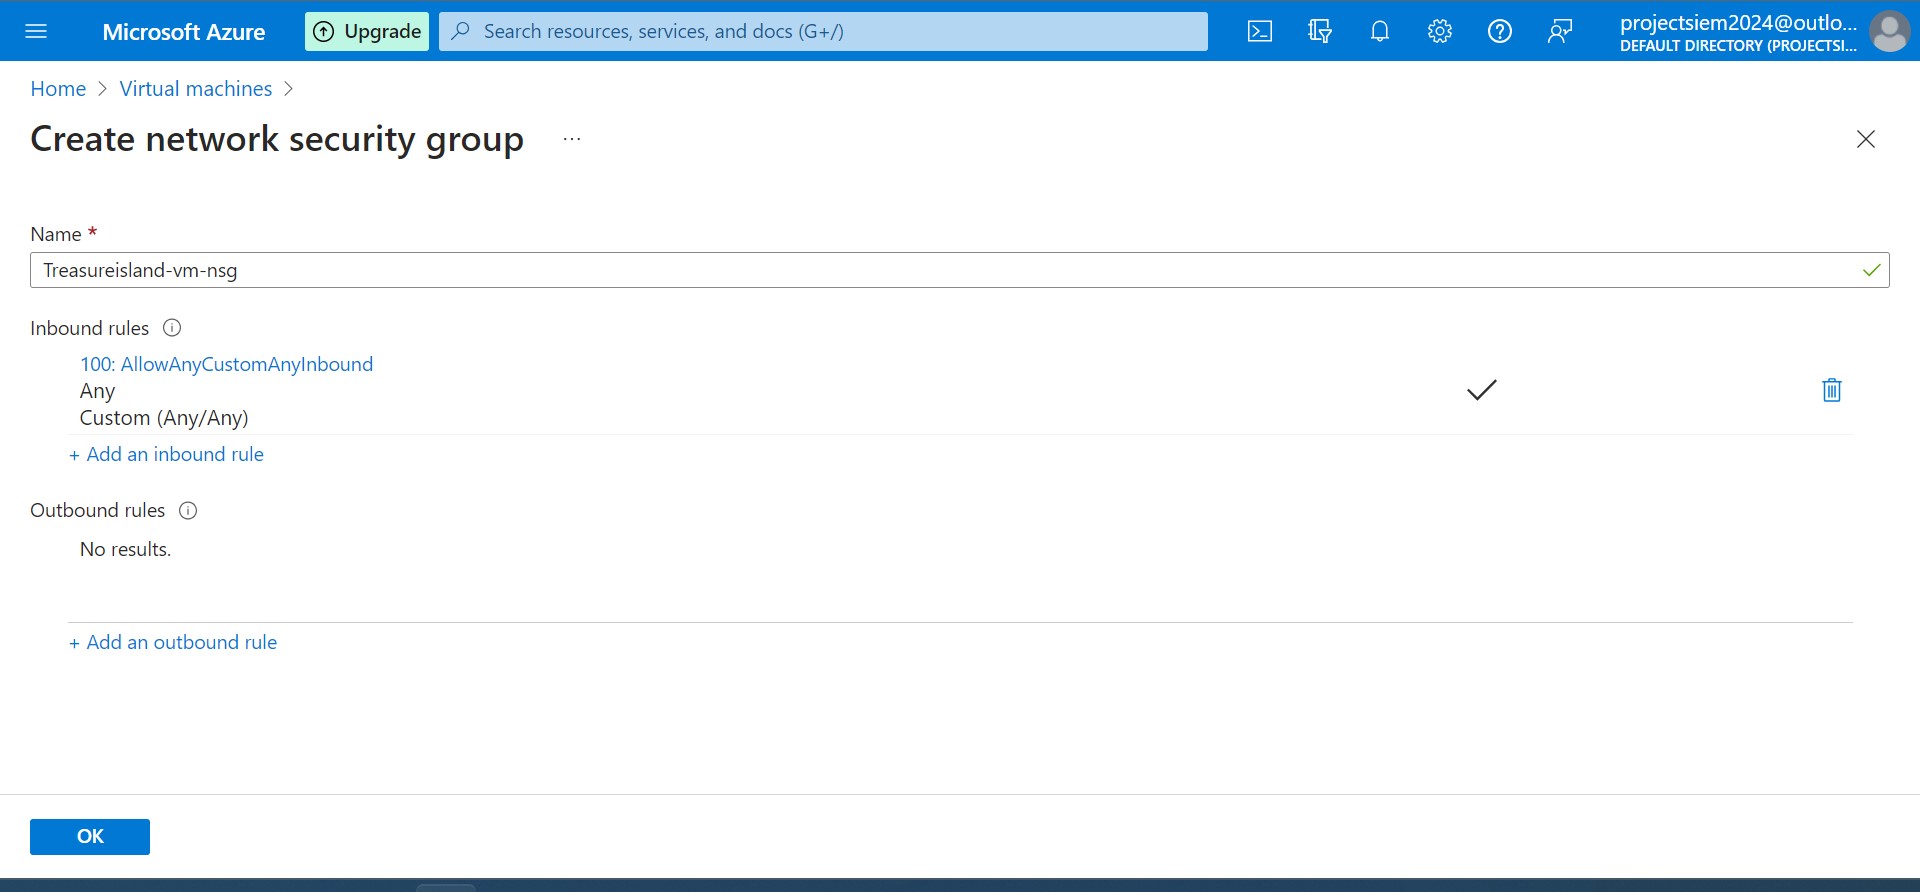 Microsoft Azure
Upgrade
Search resources, services, and docs (G+/)
projectsiem2024@outlo...
DEFAULT DIRECTORY (PROJECTSI...
Home > Virtual machines >
Create network security group ...
Name *
Treasureisland-vm-nsg
Inbound rules
100: AllowAnyCustomAnyInbound
Any
Custom (Any/Any)
+ Add an inbound rule
Outbound rules
No results.
+ Add an outbound rule
OK